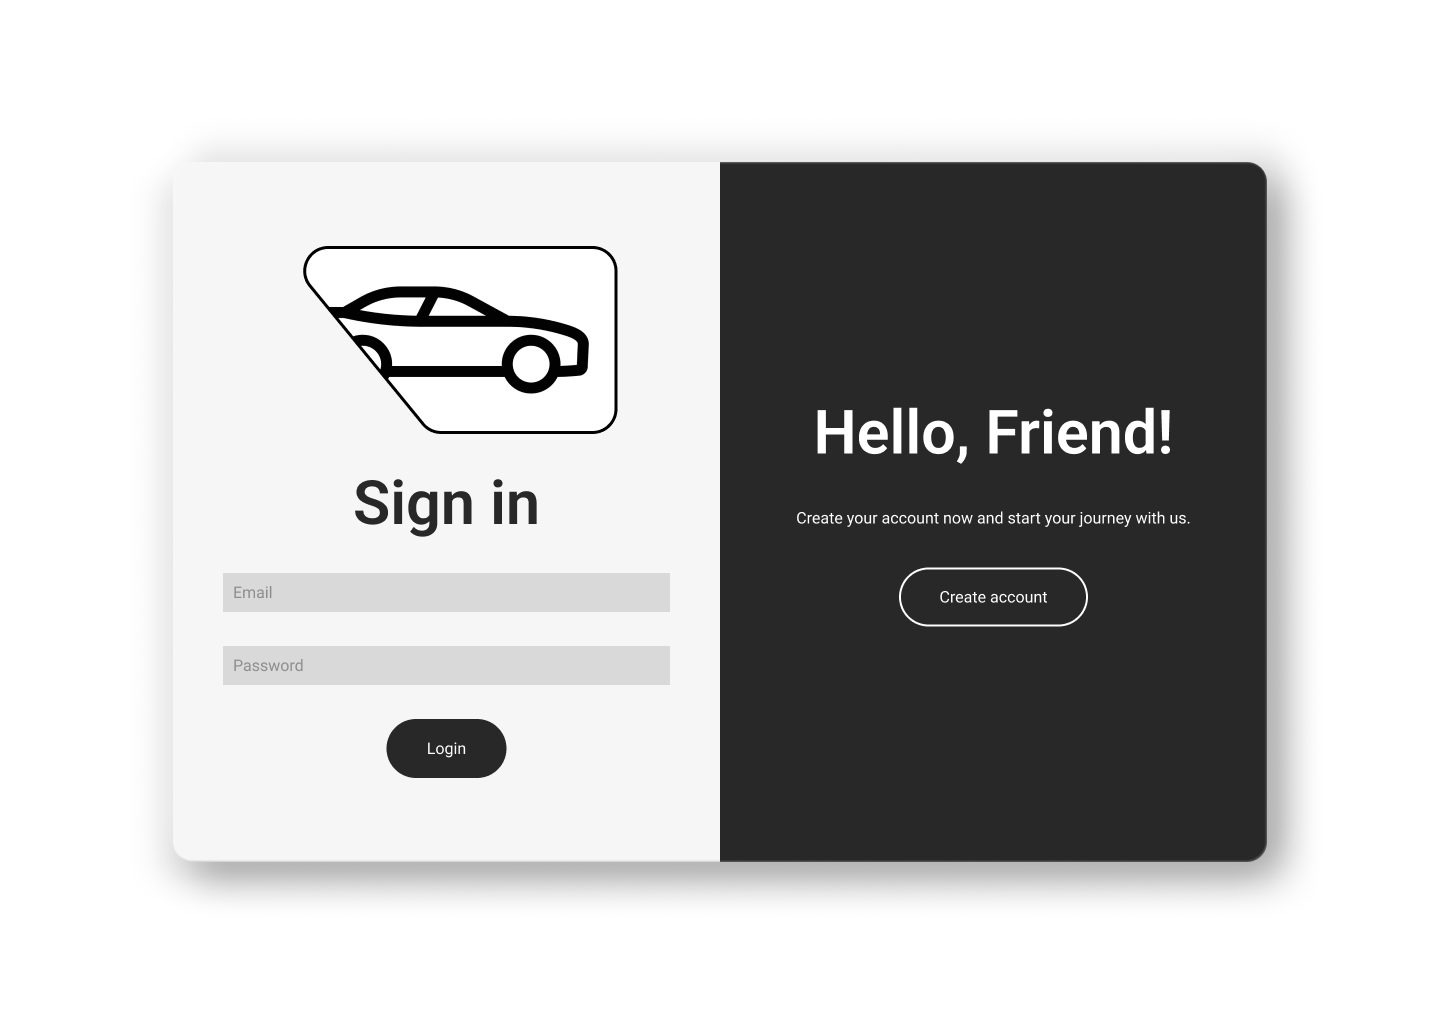 Sign in
Email
Password
Login
Hello, Friend!
Create your account now and start your journey with us.
Create account